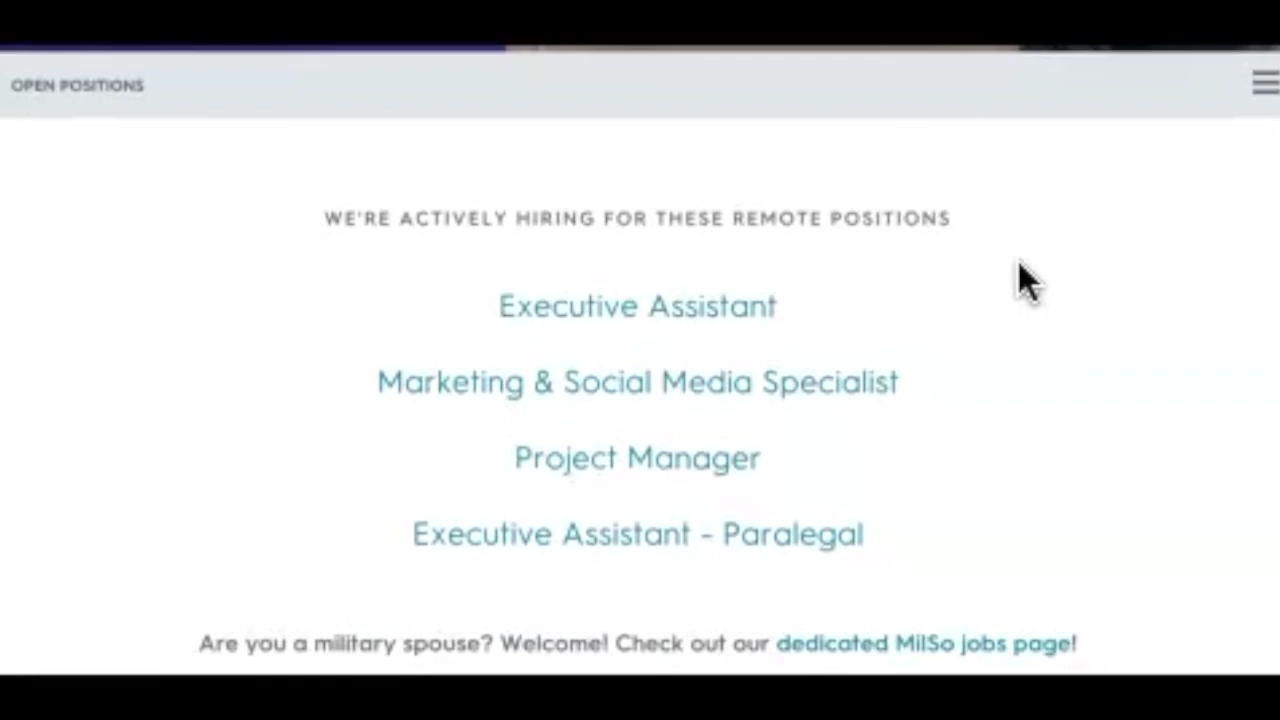 OPEN POSITIONS
WE'RE ACTIVELY HIRING FOR THESE REMOTE POSITIONS
Executive Assistant
Marketing & Social Media Specialist
Project Manager
Executive Assistant - Paralegal
Are you a military spouse? Welcome! Check out our dedicated MilSo jobs page!